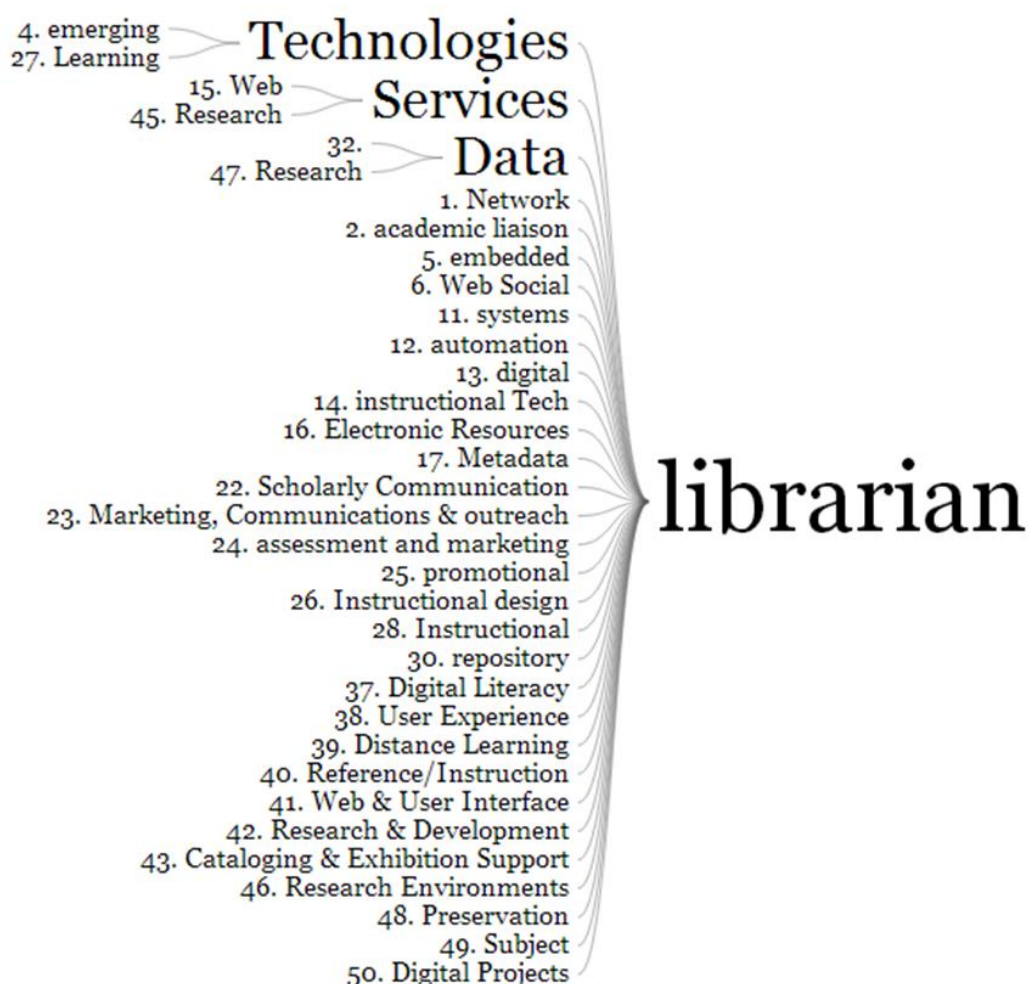 4. emerging
27. Learning
Technologies
15. Web
45. Research
Services
32.
47. Research
Data
1. Network
2. academic liaison
5. embedded
6. Web Social
11. systems
12. automation
13. digital
14. instructional Tech
16. Electronic Resources
17. Metadata
22. Scholarly Communication
23. Marketing, Communications & outreach
24. assessment and marketing
25. promotional
26. Instructional design
28. Instructional
30. repository
37. Digital Literacy
38. User Experience
39. Distance Learning
40. Reference/Instruction
41. Web & User Interface
42. Research & Development
43. Cataloging & Exhibition Support
46. Research Environments
48. Preservation
49. Subject
50. Digital Projects
librarian